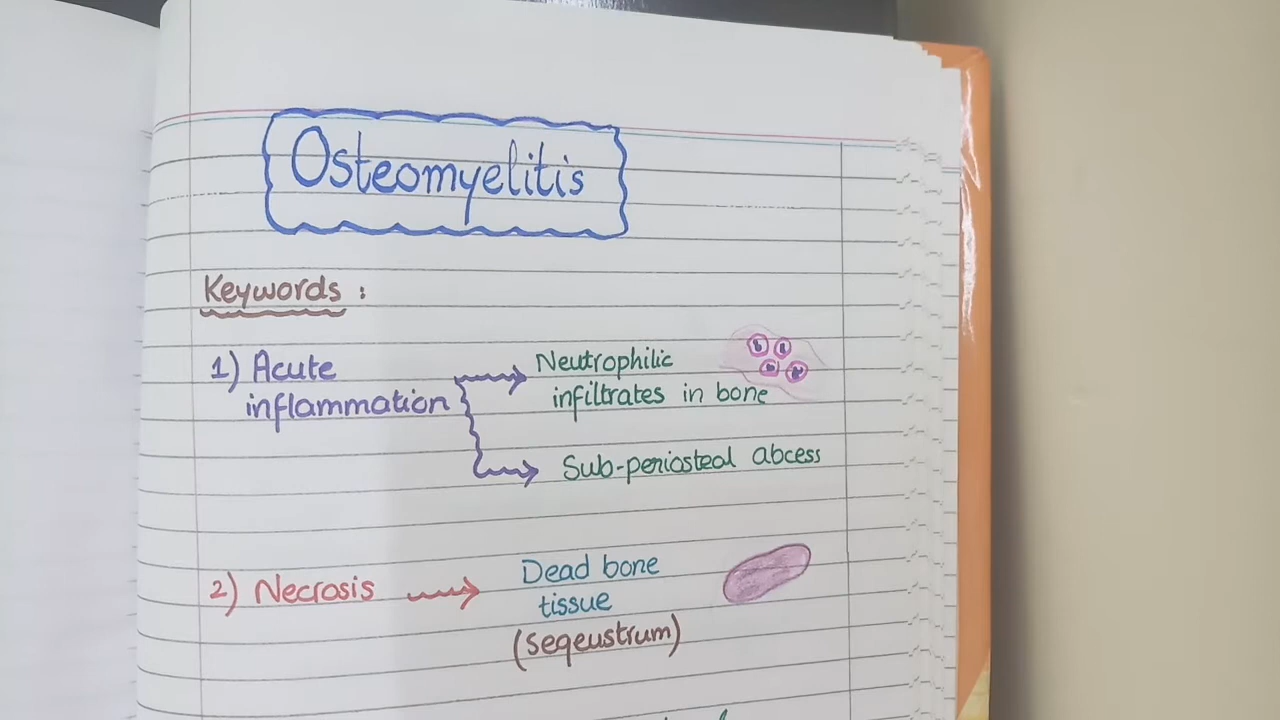 Osteomyelitis
Keywords :
1) Acute
inflammation
Neutrophilic
infiltrates in bone
Sub-periosteal abcess
2) Necrosis
Dead bone
tissue
(Seqeustrum)